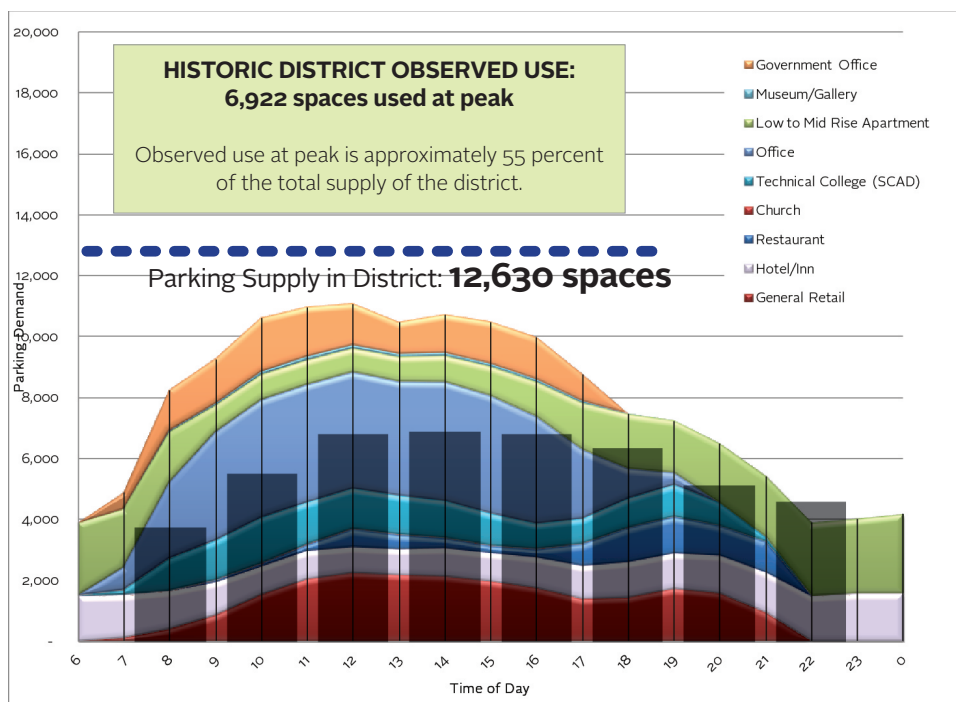 20,000
18,000
16,000
14,000
12,000
10,000
8,000
6,000
4,000
2,000
-
Parking Demand
HISTORIC DISTRICT OBSERVED USE:
6,922 spaces used at peak
Observed use at peak is approximately 55 percent
of the total supply of the district.
Parking Supply in District: 12,630 spaces
Government Office
Museum/Gallery
Low to Mid Rise Apartment
Office
Technical College (SCAD)
Church
Restaurant
Hotel/Inn
General Retail
6 7 8 9 10 11 12 13 14 15 16 17 18 19 20 21 22 23 0
Time of Day